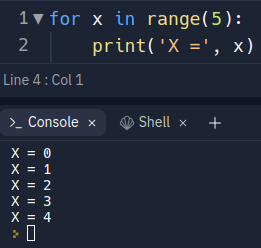 1 for x in range(5):
2     print('X =', x)
Line 4 : Col 1
>_ Console × Shell × +
X = 0
X = 1
X = 2
X = 3
X = 4
>